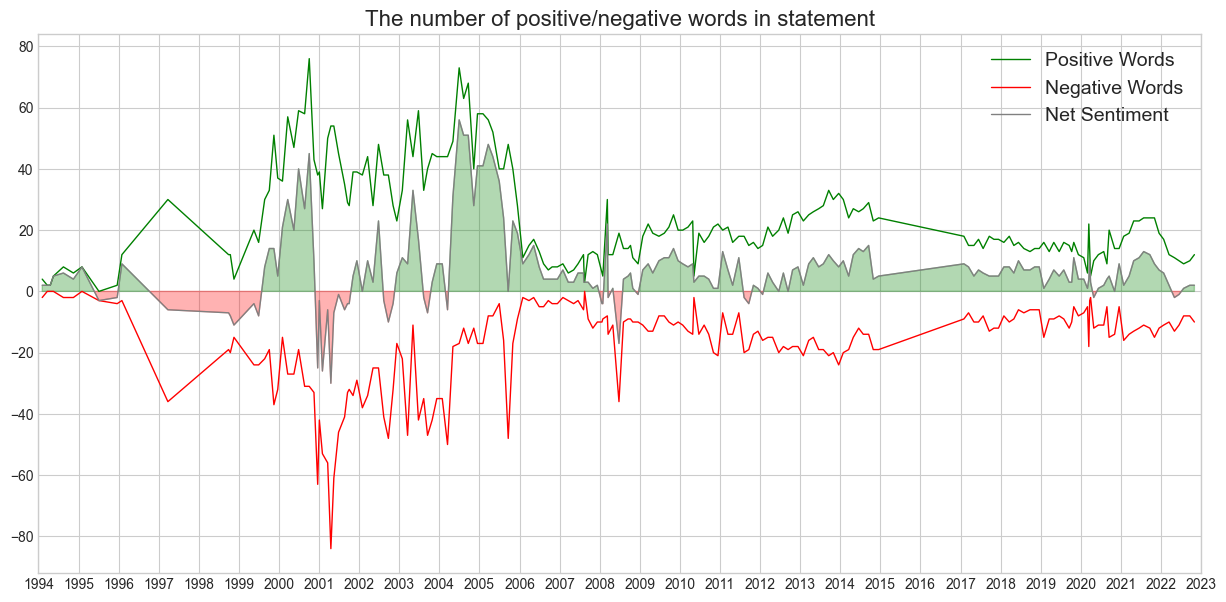 The number of positive/negative words in statement
Positive Words
Negative Words
Net Sentiment
80
60
40
20
0
−20
−40
−60
−80
1994 1995 1996 1997 1998 1999 2000 2001 2002 2003 2004 2005 2006 2007 2008 2009 2010 2011 2012 2013 2014 2015 2016 2017 2018 2019 2020 2021 2022 2023